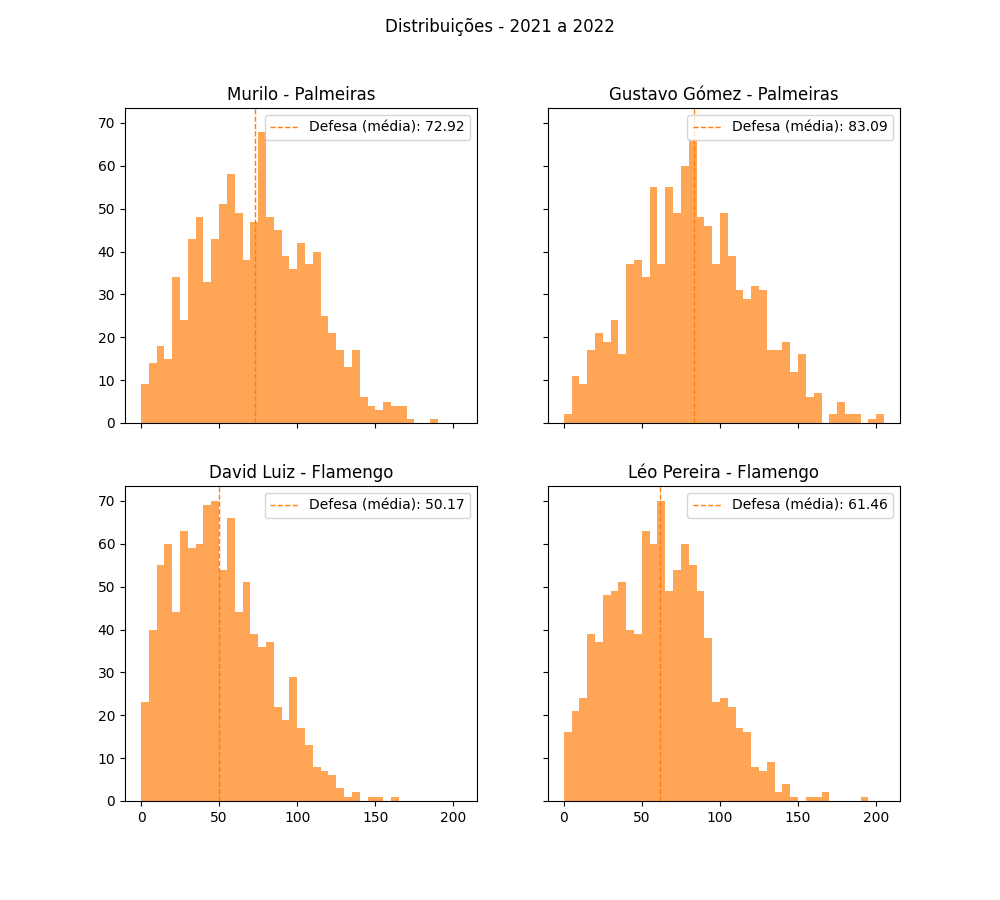 Distribuições - 2021 a 2022
Murilo - Palmeiras
Gustavo Gómez - Palmeiras
Defesa (média): 72.92
Defesa (média): 83.09
70
60
50
40
30
20
10
0
David Luiz - Flamengo
Léo Pereira - Flamengo
Defesa (média): 50.17
Defesa (média): 61.46
70
60
50
40
30
20
10
0
0 50 100 150 200
0 50 100 150 200